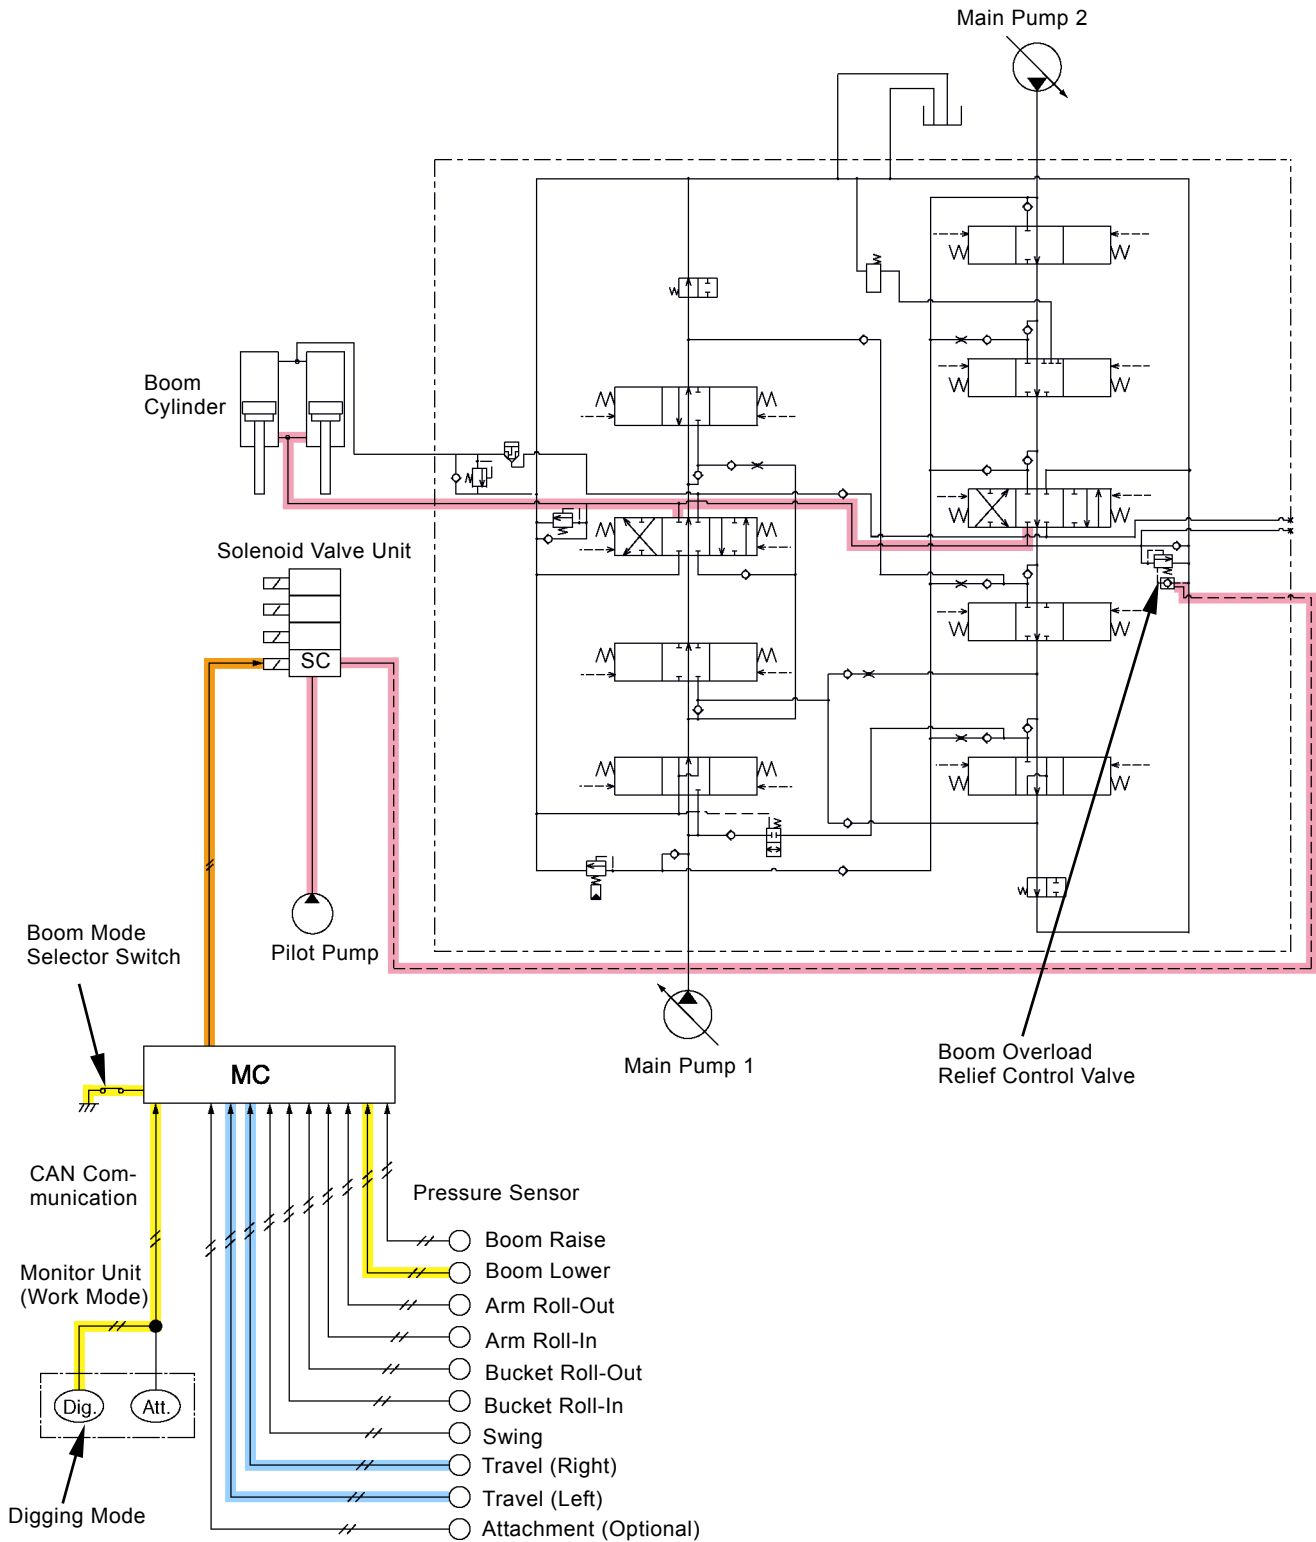 Main Pump 2
Boom
Cylinder
Solenoid Valve Unit
SC
Pilot Pump
Boom Mode
Selector Switch
Main Pump 1
Boom Overload
Relief Control Valve
MC
CAN Com-
munication
Pressure Sensor
Boom Raise
Boom Lower
Monitor Unit
(Work Mode)
Arm Roll-Out
Arm Roll-In
Bucket Roll-Out
Dig.
Att.
Bucket Roll-In
Swing
Travel (Right)
Travel (Left)
Digging Mode
Attachment (Optional)